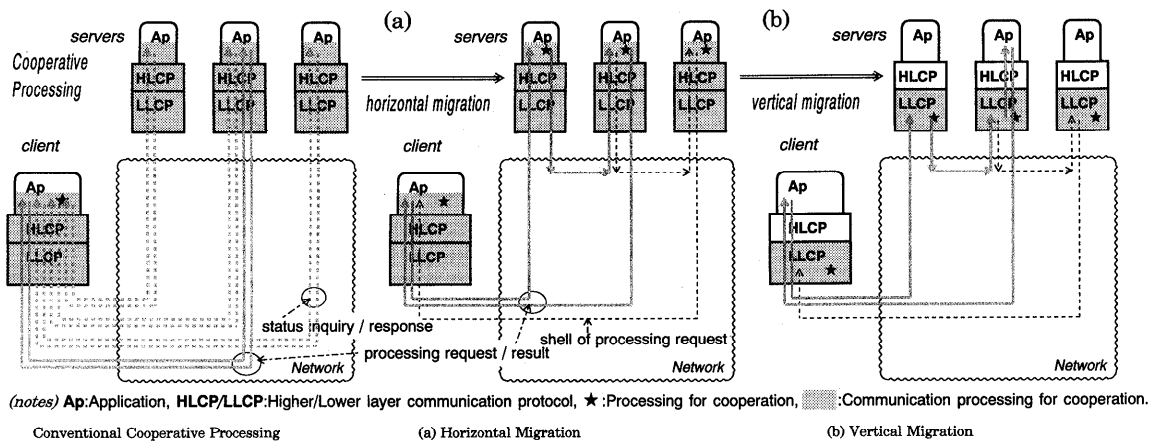 (a)
(b)
servers
Ap
Ap
Ap
servers
Ap
Ap
Ap
servers
Ap
Ap
Ap
Cooperative
Processing
HLCP
HLCP
HLCP
horizontal migration
HLCP
HLCP
HLCP
vertical migration
HLCP
HLCP
HLCP
LLCP
LLCP
LLCP
LLCP
LLCP
LLCP
LLCP
LLCP
LLCP
client
client
client
Ap
Ap
Ap
HLCP
HLCP
HLCP
LLCP
LLCP
LLCP
status inquiry / response
shell of processing request
processing request / result
Network
Network
Network
(notes) Ap:Application, HLCP/LLCP:Higher/Lower layer communication protocol, ★:Processing for cooperation, :Communication processing for cooperation.
Conventional Cooperative Processing
(a) Horizontal Migration
(b) Vertical Migration